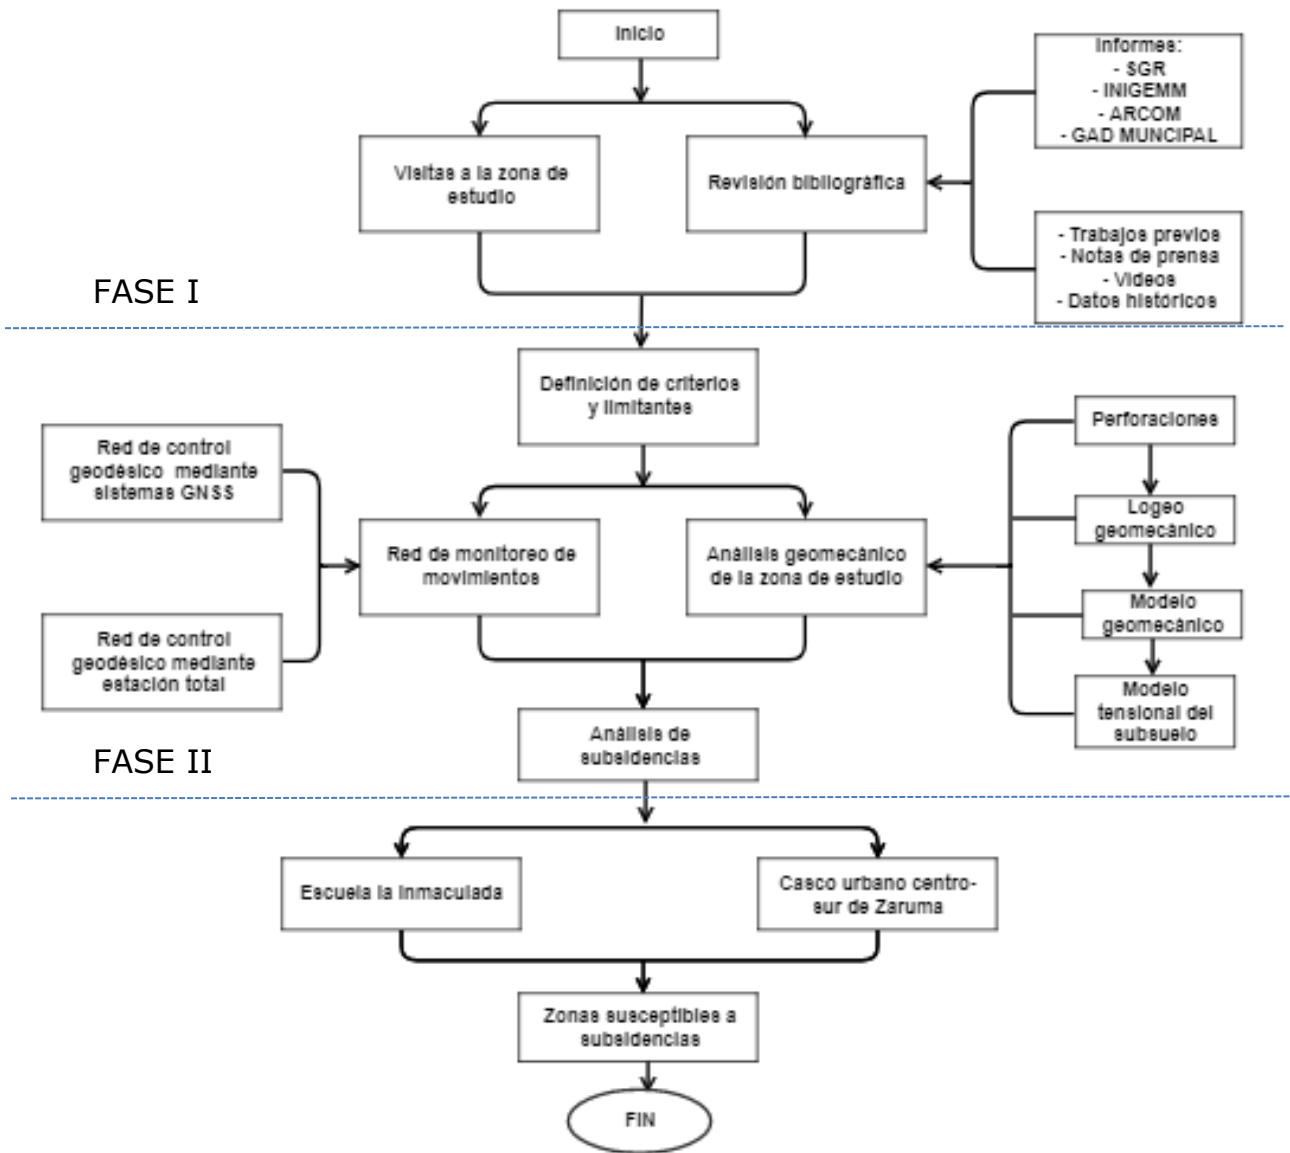 Inicio
Informes:
- SGR
- INIGEMM
- ARCOM
- GAD MUNCIPAL
Visitas a la zona de
estudio
Revisión bibliográfica
- Trabajos previos
- Notas de prensa
- Videos
- Datos históricos
FASE I
Definición de criterios
y limitantes
Red de control
geodésico mediante
sistemas GNSS
Perforaciones
Logeo
geomecánico
Red de monitoreo de
movimientos
Análisis geomecánico
de la zona de estudio
Modelo
geomecánico
Red de control
geodésico mediante
estación total
Modelo
tensional del
subsuelo
Análisis de
subsidencias
FASE II
Escuela la Inmaculada
Casco urbano centro-
sur de Zaruma
Zonas susceptibles a
subsidencias
FIN